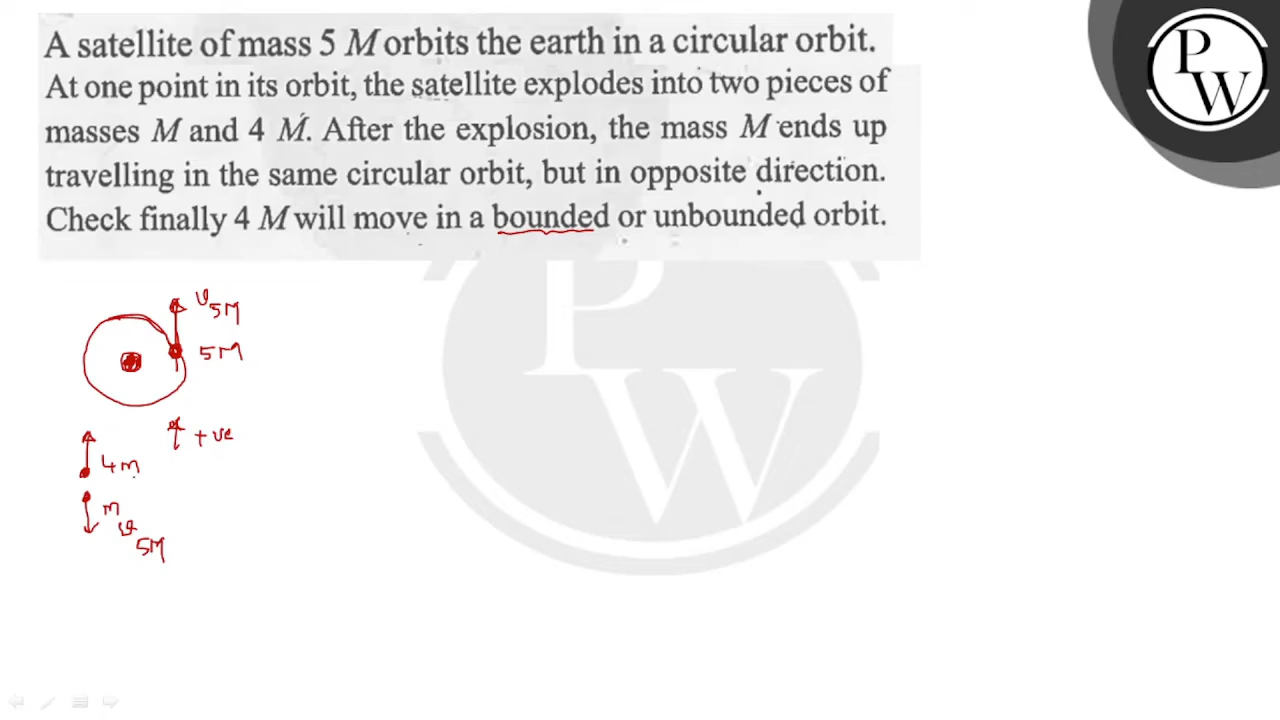 A satellite of mass 5 M orbits the earth in a circular orbit.
At one point in its orbit, the satellite explodes into two pieces of
masses M and 4 M. After the explosion, the mass M ends up
travelling in the same circular orbit, but in opposite direction.
Check finally 4 M will move in a bounded or unbounded orbit.
P
W
v 5M
5M
+ve
4m
m
v 5M
P
W